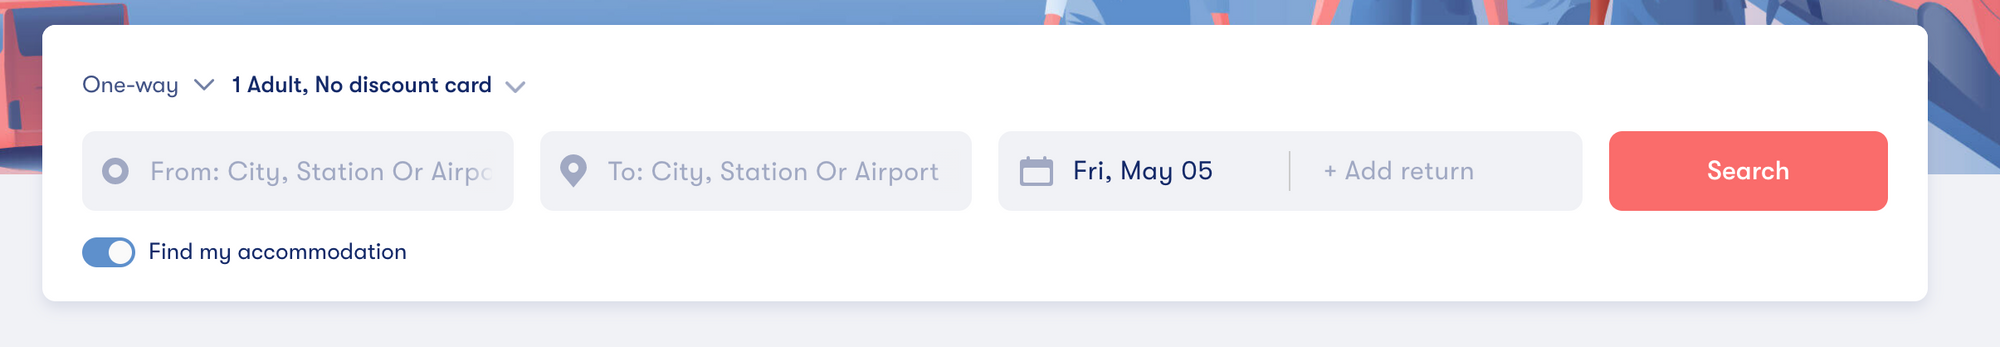 One-way 1 Adult, No discount card
From: City, Station Or Airpo To: City, Station Or Airport Fri, May 05 + Add return Search
Find my accommodation